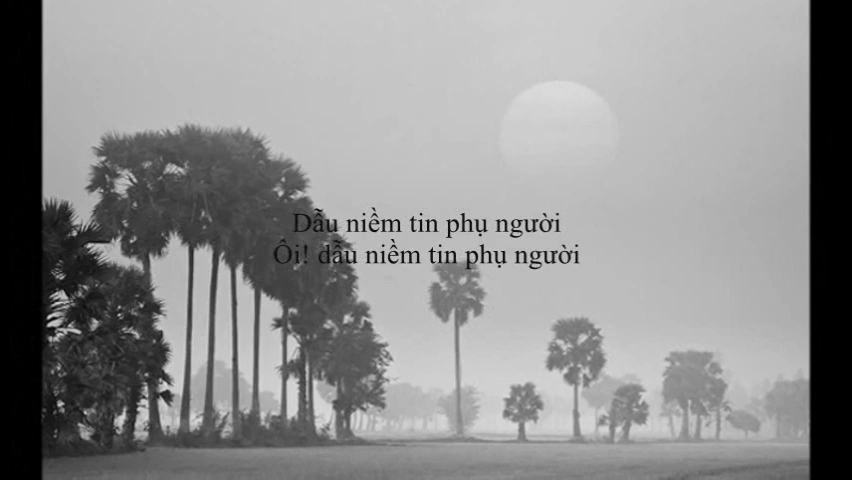 Dẫu niềm tin phụ người
Ôi! dẫu niềm tin phụ người